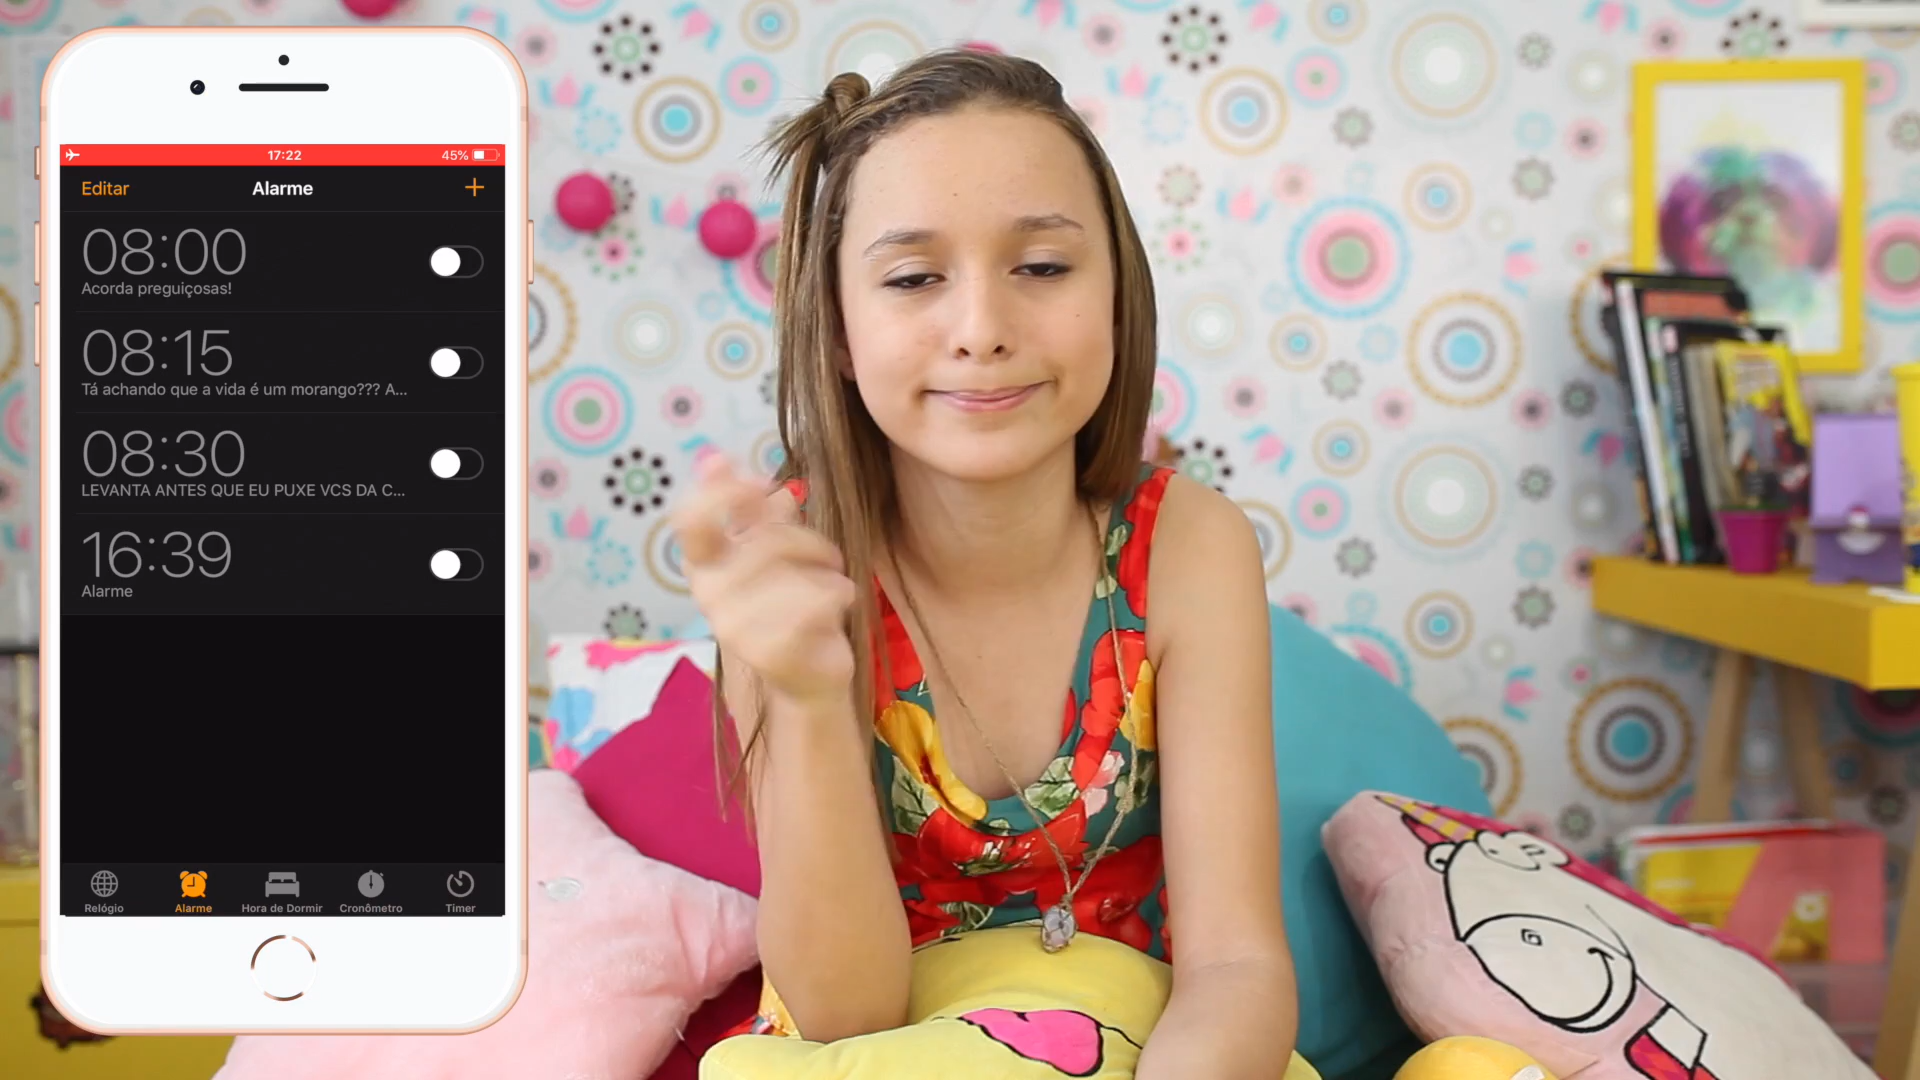 17:22
45%
Editar Alarme +
08:00
Acorda preguiçosas!
08:15
Tá achando que a vida é um morango??? A...
08:30
LEVANTA ANTES QUE EU PUXE VCS DA C...
16:39
Alarme
Relógio Alarme Hora de Dormir Cronômetro Timer